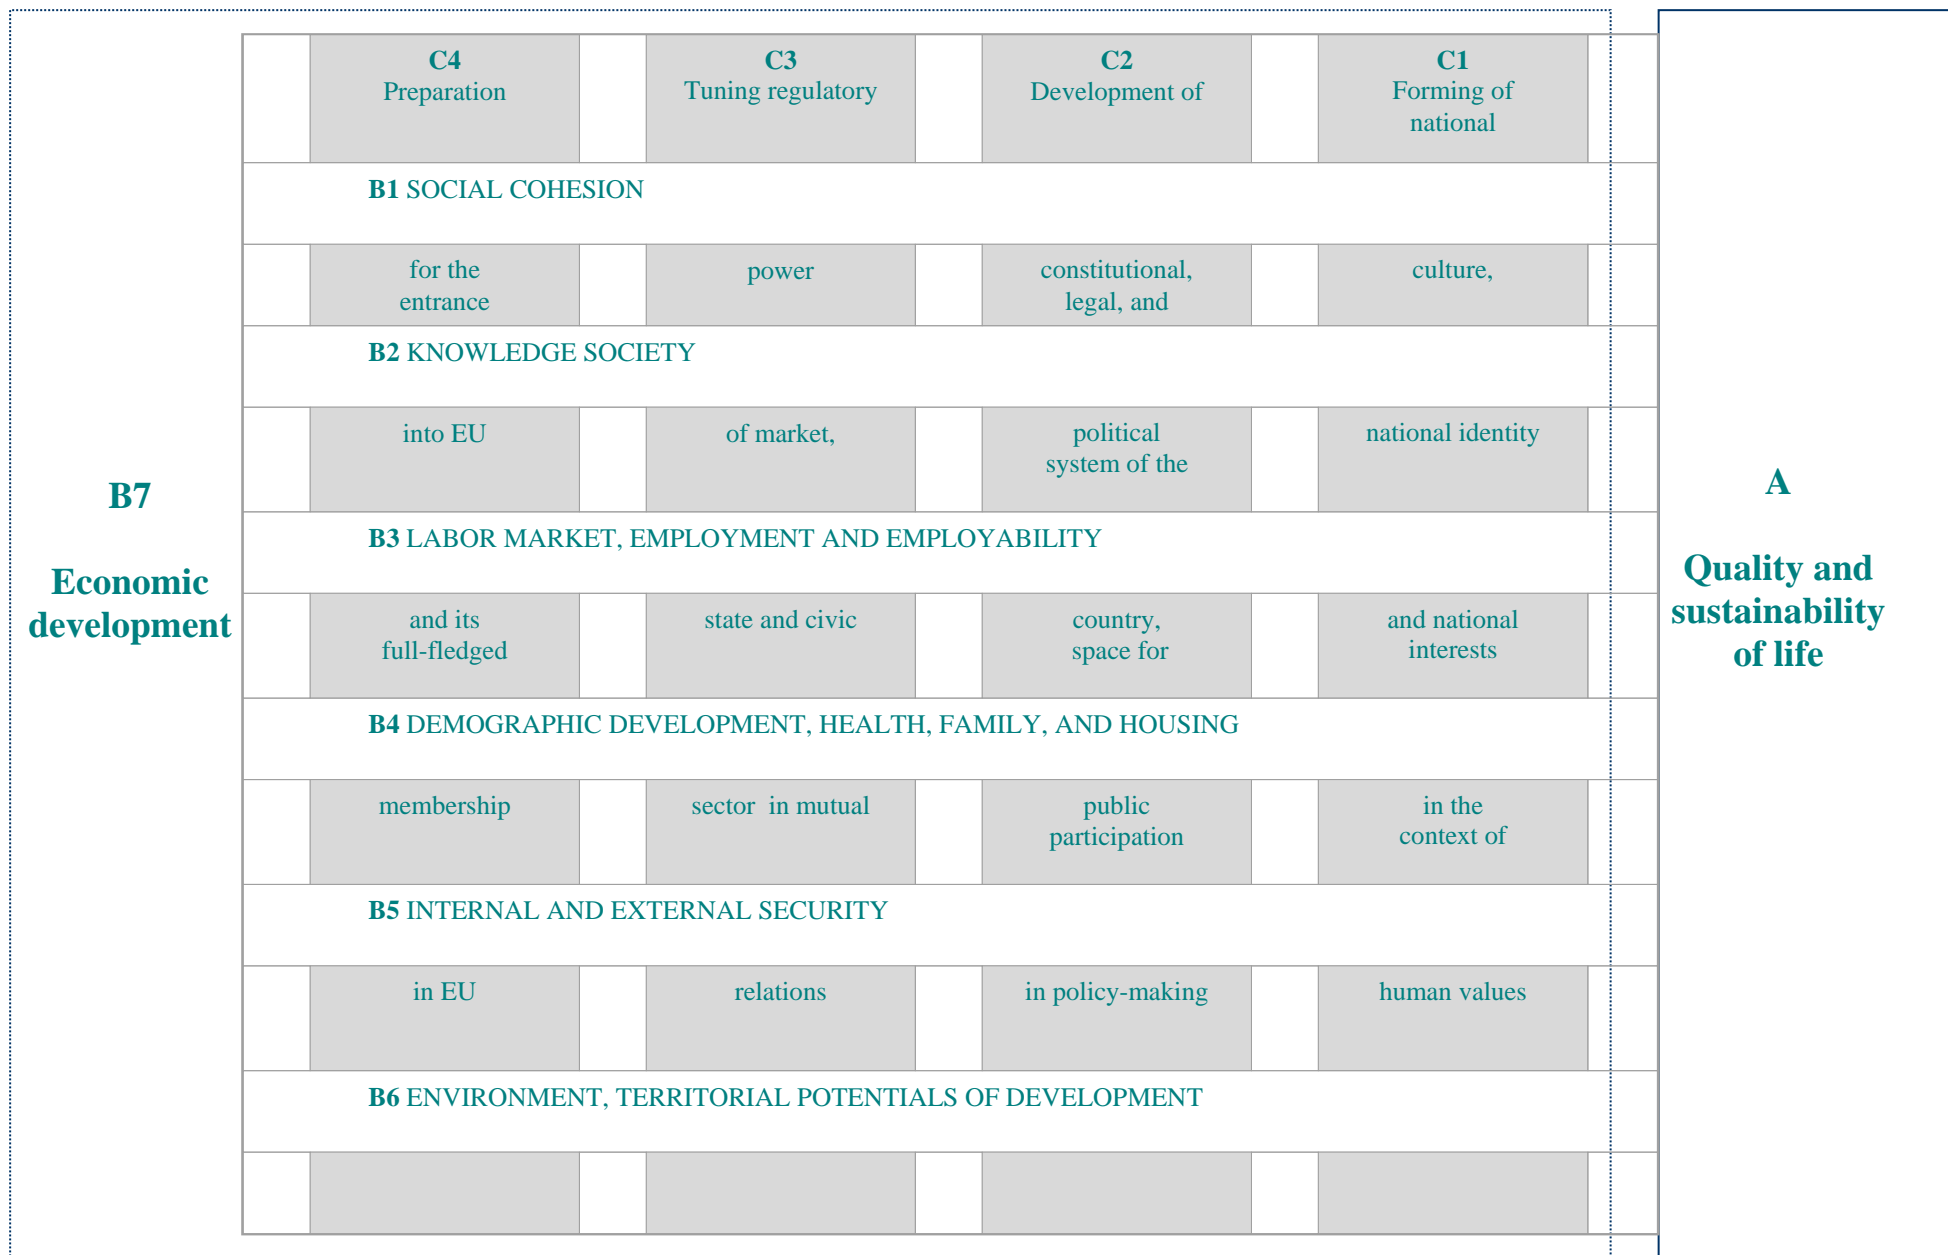 C4
Preparation
C3
Tuning regulatory
C2
Development of
C1
Forming of
national
B1 SOCIAL COHESION
for the
entrance
power
constitutional,
legal, and
culture,
B2 KNOWLEDGE SOCIETY
into EU
of market,
political
system of the
national identity
B7
Economic
development
A
Quality and
sustainability
of life
B3 LABOR MARKET, EMPLOYMENT AND EMPLOYABILITY
and its
full-fledged
state and civic
country,
space for
and national
interests
B4 DEMOGRAPHIC DEVELOPMENT, HEALTH, FAMILY, AND HOUSING
membership
sector in mutual
public
participation
in the
context of
B5 INTERNAL AND EXTERNAL SECURITY
in EU
relations
in policy-making
human values
B6 ENVIRONMENT, TERRITORIAL POTENTIALS OF DEVELOPMENT